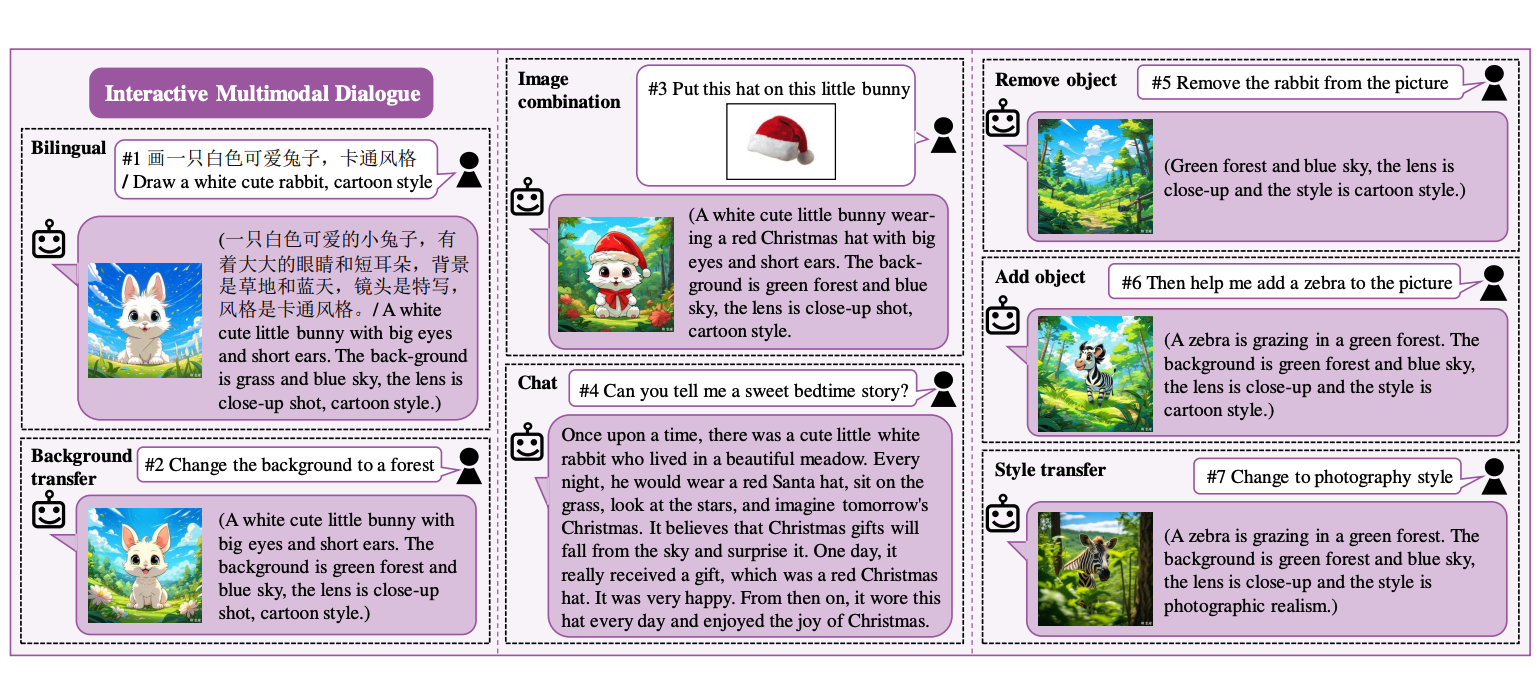 Interactive Multimodal Dialogue
Bilingual
#1 画一只白色可爱兔子，卡通风格
/ Draw a white cute rabbit, cartoon style
(一只白色可爱的小兔子，有
着大大的眼睛和短耳朵，背景
是草地和蓝天，镜头是特写，
风格是卡通风格。/ A white
cute little bunny with big eyes
and short ears. The back-ground
is grass and blue sky, the lens is
close-up shot, cartoon style.)
Background
transfer
#2 Change the background to a forest
(A white cute little bunny with
big eyes and short ears. The
background is green forest and
blue sky, the lens is close-up
shot, cartoon style.)
Image
combination
#3 Put this hat on this little bunny
(A white cute little bunny wear-
ing a red Christmas hat with big
eyes and short ears. The back-
ground is green forest and blue
sky, the lens is close-up shot,
cartoon style.
Chat
#4 Can you tell me a sweet bedtime story?
Once upon a time, there was a cute little white
rabbit who lived in a beautiful meadow. Every
night, he would wear a red Santa hat, sit on the
grass, look at the stars, and imagine tomorrow's
Christmas. It believes that Christmas gifts will
fall from the sky and surprise it. One day, it
really received a gift, which was a red Christmas
hat. It was very happy. From then on, it wore this
hat every day and enjoyed the joy of Christmas.
Remove object
#5 Remove the rabbit from the picture
(Green forest and blue sky, the lens is
close-up and the style is cartoon style.)
Add object
#6 Then help me add a zebra to the picture
(A zebra is grazing in a green forest. The
background is green forest and blue sky,
the lens is close-up and the style is
cartoon style.)
Style transfer
#7 Change to photography style
(A zebra is grazing in a green forest. The
background is green forest and blue sky,
the lens is close-up and the style is
photographic realism.)